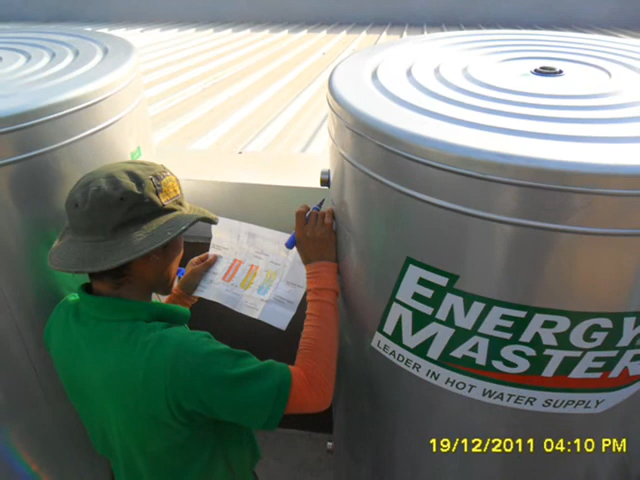 ENERGY
MASTER
LEADER IN HOT WATER SUPPLY
19/12/2011 04:10 PM